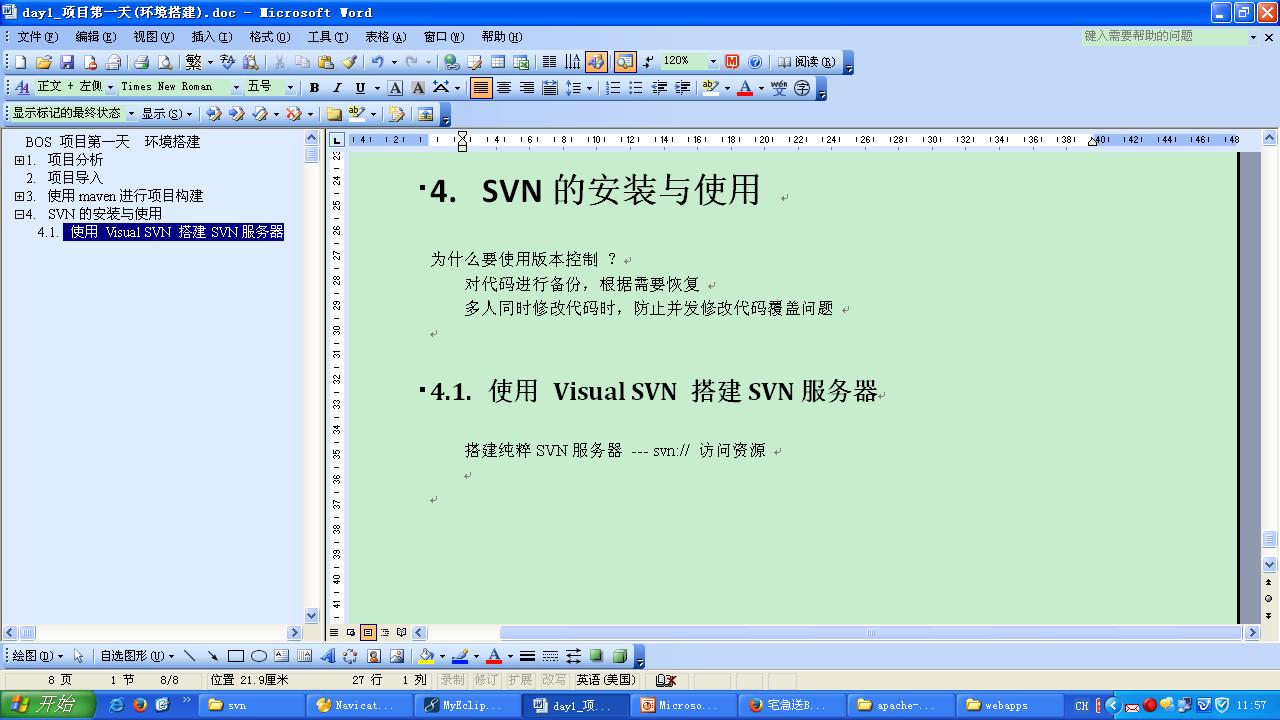 day1_项目第一天(环境搭建).doc - Microsoft Word
文件(F) 编辑(E) 视图(V) 插入(I) 格式(O) 工具(T) 表格(A) 窗口(W) 帮助(H) 键入需要帮助的问题
120% 阅读(R)
正文 + 左侧 Times New Roman 五号 B I U A A A wén
显示标记的最终状态 显示(S)
BOS 项目第一天 环境搭建
1. 项目分析
2. 项目导入
3. 使用 maven 进行项目构建
4. SVN 的安装与使用
4.1. 使用 Visual SVN 搭建 SVN 服务器
4. SVN 的安装与使用
为什么要使用版本控制 ？
对代码进行备份，根据需要恢复
多人同时修改代码时，防止并发修改代码覆盖问题
4.1. 使用 Visual SVN 搭建 SVN 服务器
搭建纯粹 SVN 服务器 --- svn:// 访问资源
绘图(D) 自选图形(U)
8 页 1 节 8/8 位置 21.9厘米 27 行 1 列 录制 修订 扩展 改写 英语(美国)
开始 svn Navicat... MyEclip... day1_项... Microso... 宅急送B... apache-... webapps CH 11:57